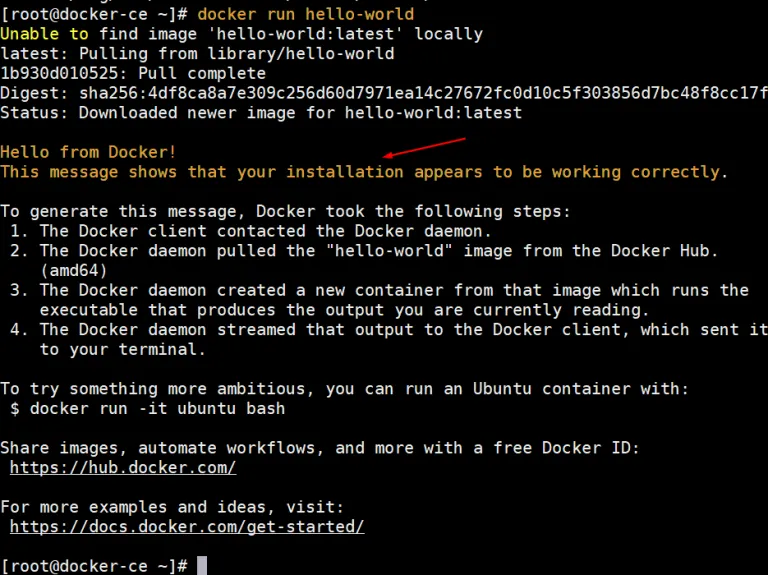 [root@docker-ce ~]# docker run hello-world
Unable to find image 'hello-world:latest' locally
latest: Pulling from library/hello-world
1b930d010525: Pull complete
Digest: sha256:4df8ca8a7e309c256d60d7971ea14c27672fc0d10c5f303856d7bc48f8cc17f
Status: Downloaded newer image for hello-world:latest
Hello from Docker!
This message shows that your installation appears to be working correctly.
To generate this message, Docker took the following steps:
1. The Docker client contacted the Docker daemon.
2. The Docker daemon pulled the "hello-world" image from the Docker Hub.
(amd64)
3. The Docker daemon created a new container from that image which runs the
executable that produces the output you are currently reading.
4. The Docker daemon streamed that output to the Docker client, which sent it
to your terminal.
To try something more ambitious, you can run an Ubuntu container with:
$ docker run -it ubuntu bash
Share images, automate workflows, and more with a free Docker ID:
https://hub.docker.com/
For more examples and ideas, visit:
https://docs.docker.com/get-started/
[root@docker-ce ~]#